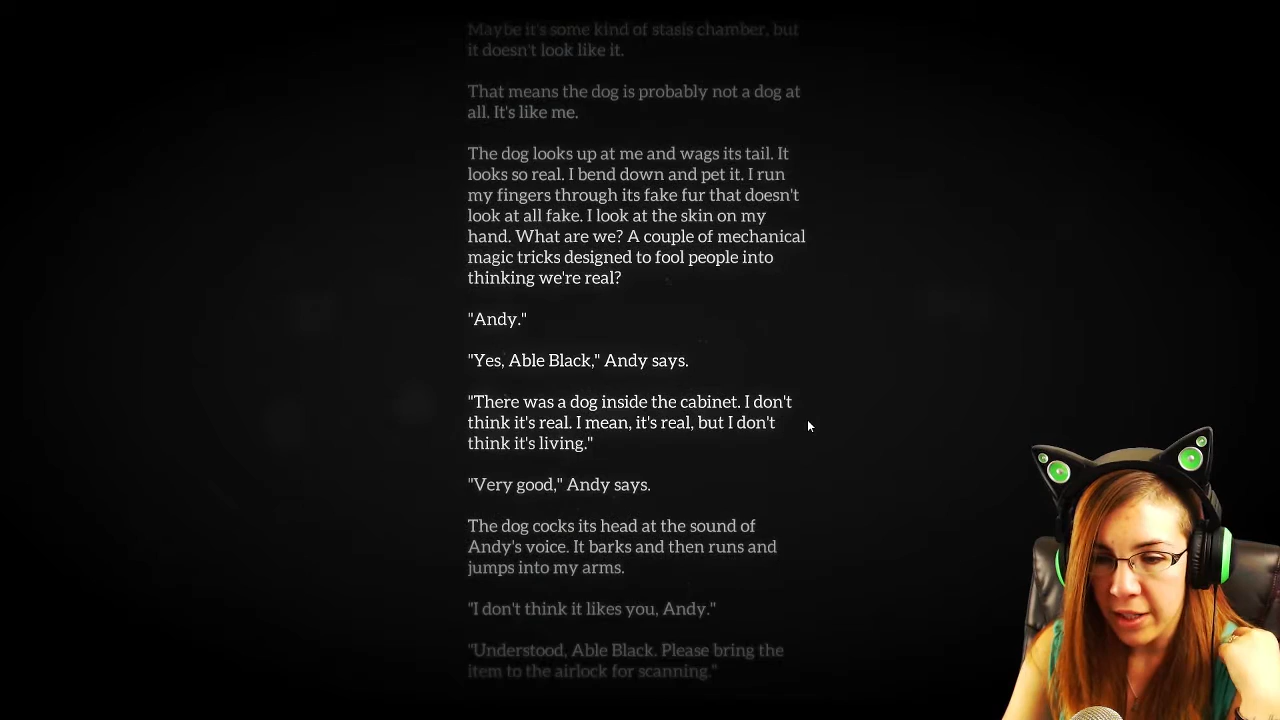 Maybe it's some kind of stasis chamber, but
it doesn't look like it.
That means the dog is probably not a dog at
all. It's like me.
The dog looks up at me and wags its tail. It
looks so real. I bend down and pet it. I run
my fingers through its fake fur that doesn't
look at all fake. I look at the skin on my
hand. What are we? A couple of mechanical
magic tricks designed to fool people into
thinking we're real?
"Andy."
"Yes, Able Black," Andy says.
"There was a dog inside the cabinet. I don't
think it's real. I mean, it's real, but I don't
think it's living."
"Very good," Andy says.
The dog cocks its head at the sound of
Andy's voice. It barks and then runs and
jumps into my arms.
"I don't think it likes you, Andy."
"Understood, Able Black. Please bring the
item to the airlock for scanning."